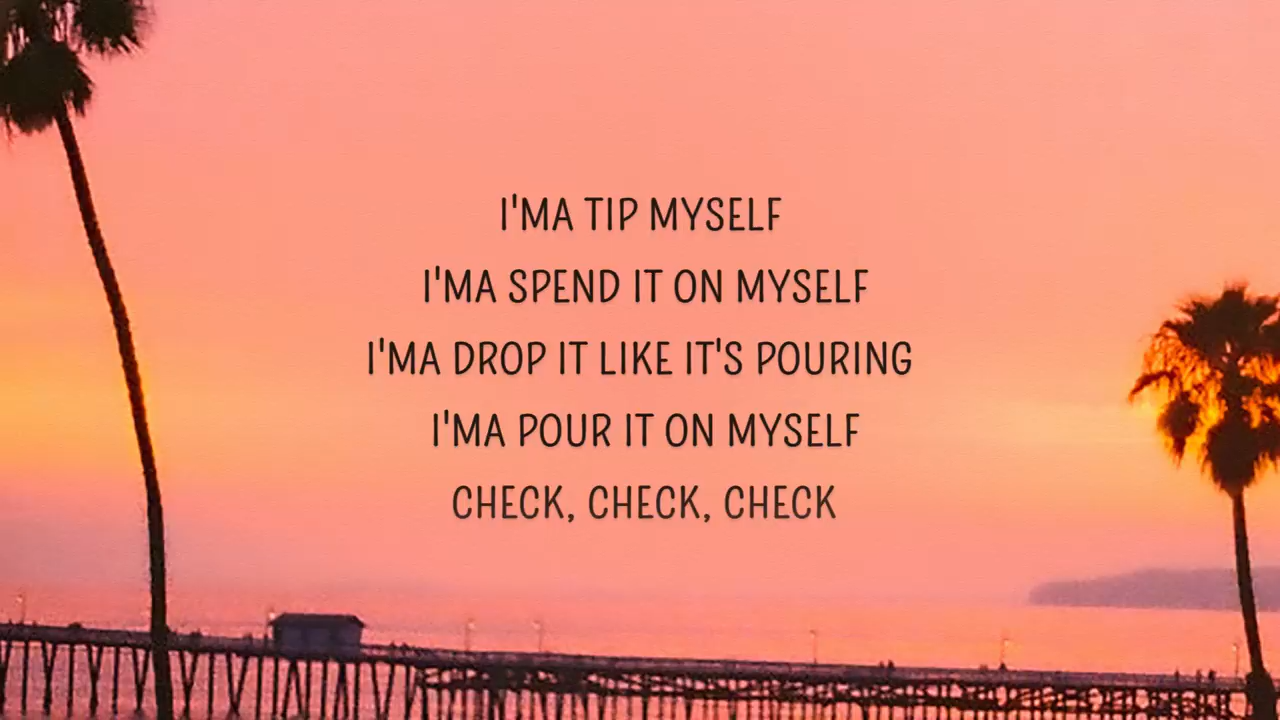 I'MA TIP MYSELF
I'MA SPEND IT ON MYSELF
I'MA DROP IT LIKE IT'S POURING
I'MA POUR IT ON MYSELF
CHECK, CHECK, CHECK